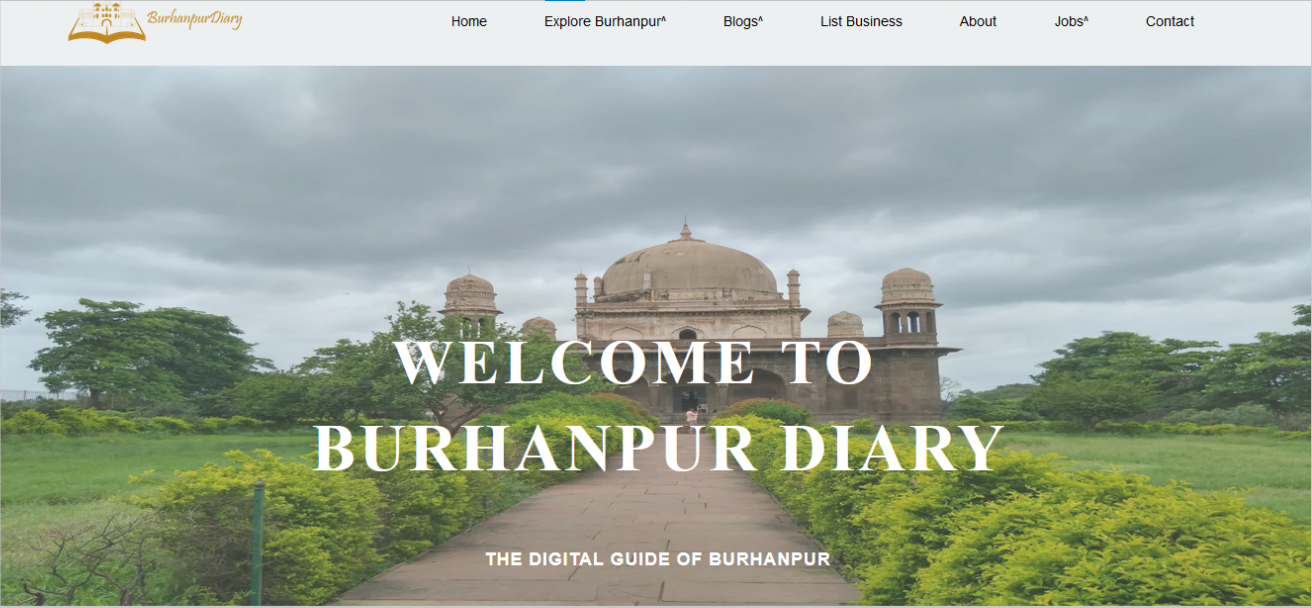 BurhanpurDiary
Home Explore Burhanpur^ Blogs^ List Business About Jobs^ Contact
WELCOME TO
BURHANPUR DIARY
THE DIGITAL GUIDE OF BURHANPUR